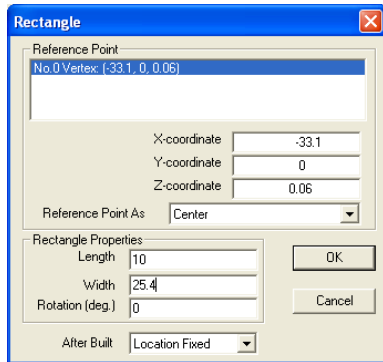 Rectangle
Reference Point
No.0 Vertex: (-33.1, 0, 0.06)
X-coordinate -33.1
Y-coordinate 0
Z-coordinate 0.06
Reference Point As Center
Rectangle Properties
Length 10
Width 25.4
Rotation (deg.) 0
OK
Cancel
After Built Location Fixed